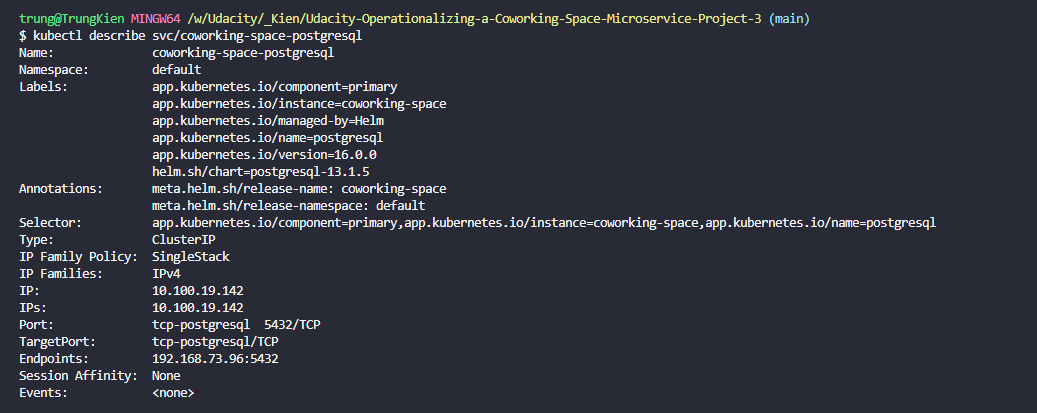 trung@TrungKien MINGW64 /w/Udacity/_Kien/Udacity-Operationalizing-a-Coworking-Space-Microservice-Project-3 (main)
$ kubectl describe svc/coworking-space-postgresql
Name:              coworking-space-postgresql
Namespace:         default
Labels:            app.kubernetes.io/component=primary
                   app.kubernetes.io/instance=coworking-space
                   app.kubernetes.io/managed-by=Helm
                   app.kubernetes.io/name=postgresql
                   app.kubernetes.io/version=16.0.0
                   helm.sh/chart=postgresql-13.1.5
Annotations:       meta.helm.sh/release-name: coworking-space
                   meta.helm.sh/release-namespace: default
Selector:          app.kubernetes.io/component=primary,app.kubernetes.io/instance=coworking-space,app.kubernetes.io/name=postgresql
Type:              ClusterIP
IP Family Policy:  SingleStack
IP Families:       IPv4
IP:                10.100.19.142
IPs:               10.100.19.142
Port:              tcp-postgresql  5432/TCP
TargetPort:        tcp-postgresql/TCP
Endpoints:         192.168.73.96:5432
Session Affinity:  None
Events:            <none>